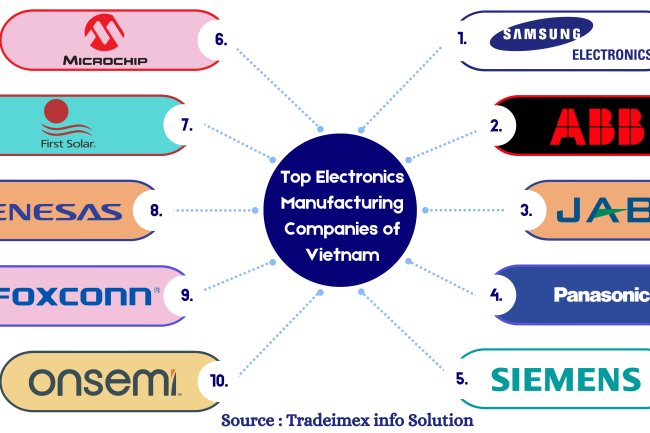 Top Electronics
Manufacturing
Companies of
Vietnam
1.
SAMSUNG
ELECTRONICS
2.
ABB
3.
JAB
4.
Panasonic
5.
SIEMENS
6.
MICROCHIP
7.
First Solar.
8.
ENESAS
9.
FOXCONN®
10.
onsemi
Source : Tradeimex info Solution